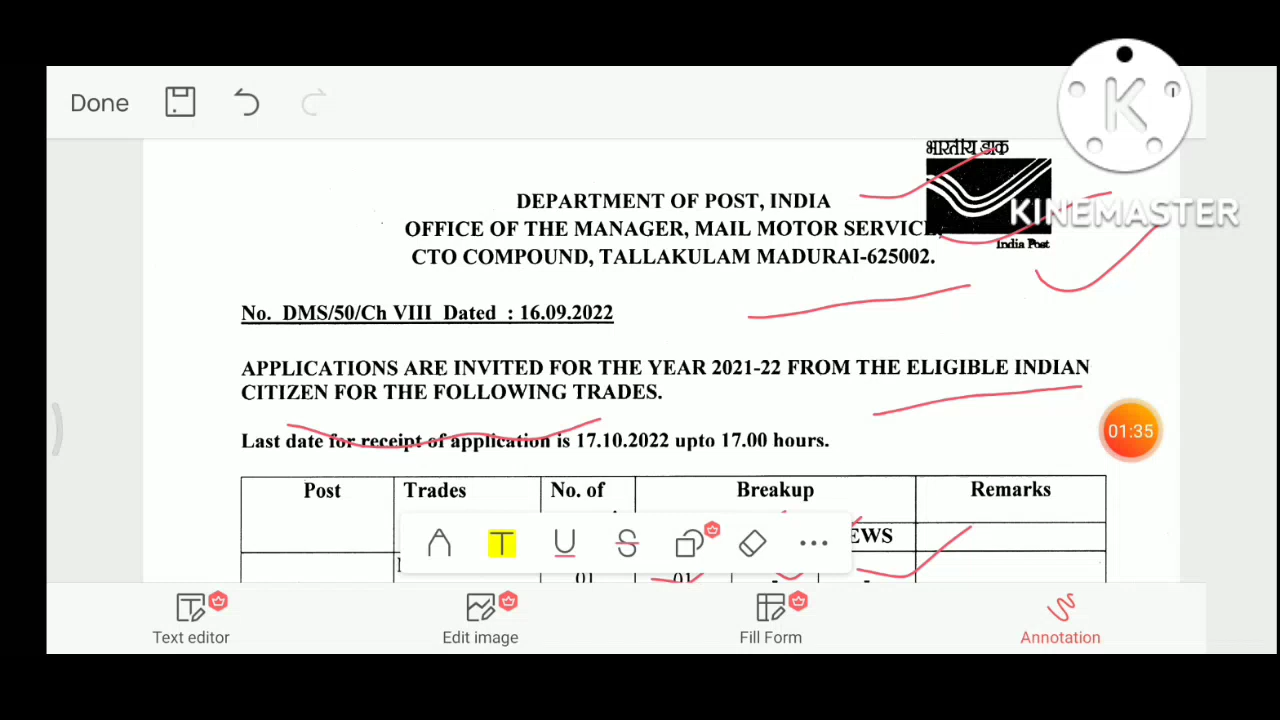 Done
K
KINEMASTER
भारतीय डाक
India Post
DEPARTMENT OF POST, INDIA
OFFICE OF THE MANAGER, MAIL MOTOR SERVICE,
CTO COMPOUND, TALLAKULAM MADURAI-625002.
No. DMS/50/Ch VIII Dated : 16.09.2022
APPLICATIONS ARE INVITED FOR THE YEAR 2021-22 FROM THE ELIGIBLE INDIAN
CITIZEN FOR THE FOLLOWING TRADES.
01:35
Last date for receipt of application is 17.10.2022 upto 17.00 hours.
Post Trades No. of Breakup Remarks
EWS
T U S
01 01 - -
Text editor Edit image Fill Form Annotation